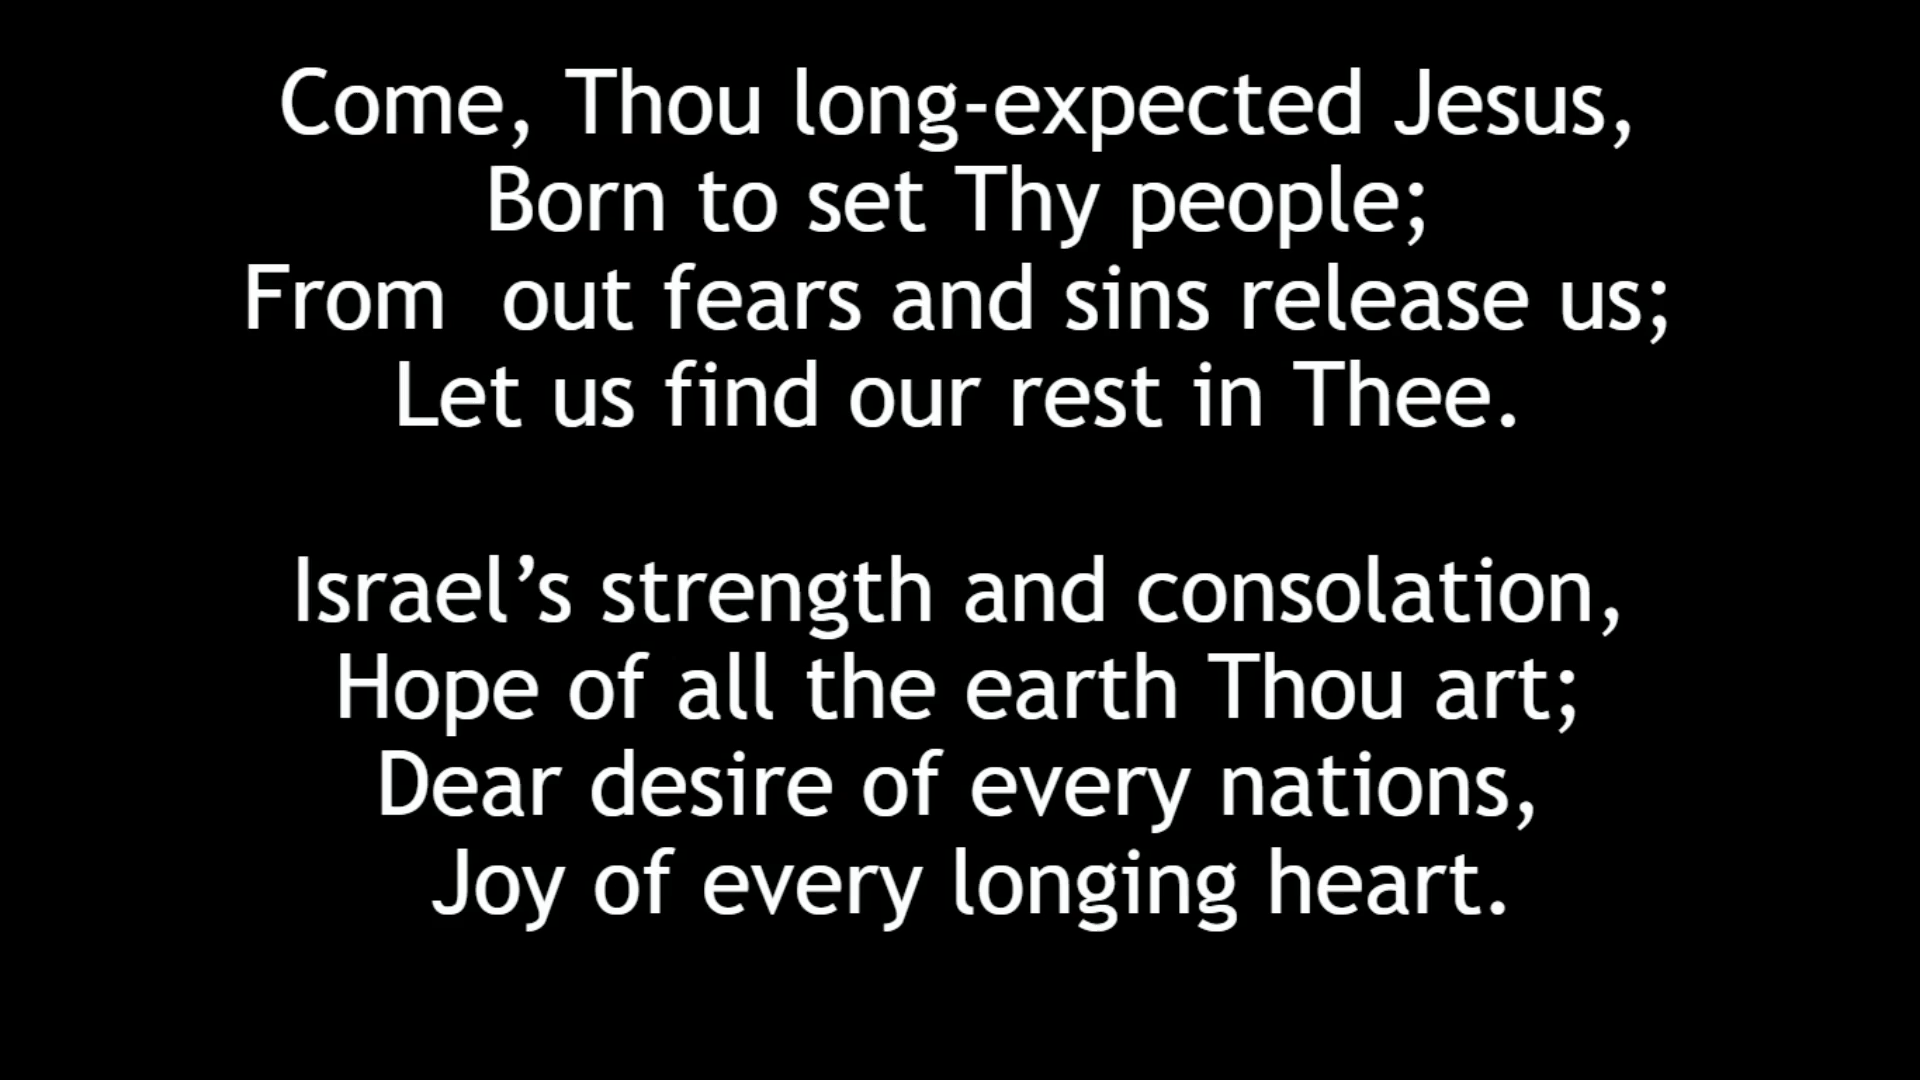 Come, Thou long-expected Jesus,
Born to set Thy people;
From  out fears and sins release us;
Let us find our rest in Thee.
Israel’s strength and consolation,
Hope of all the earth Thou art;
Dear desire of every nations,
Joy of every longing heart.